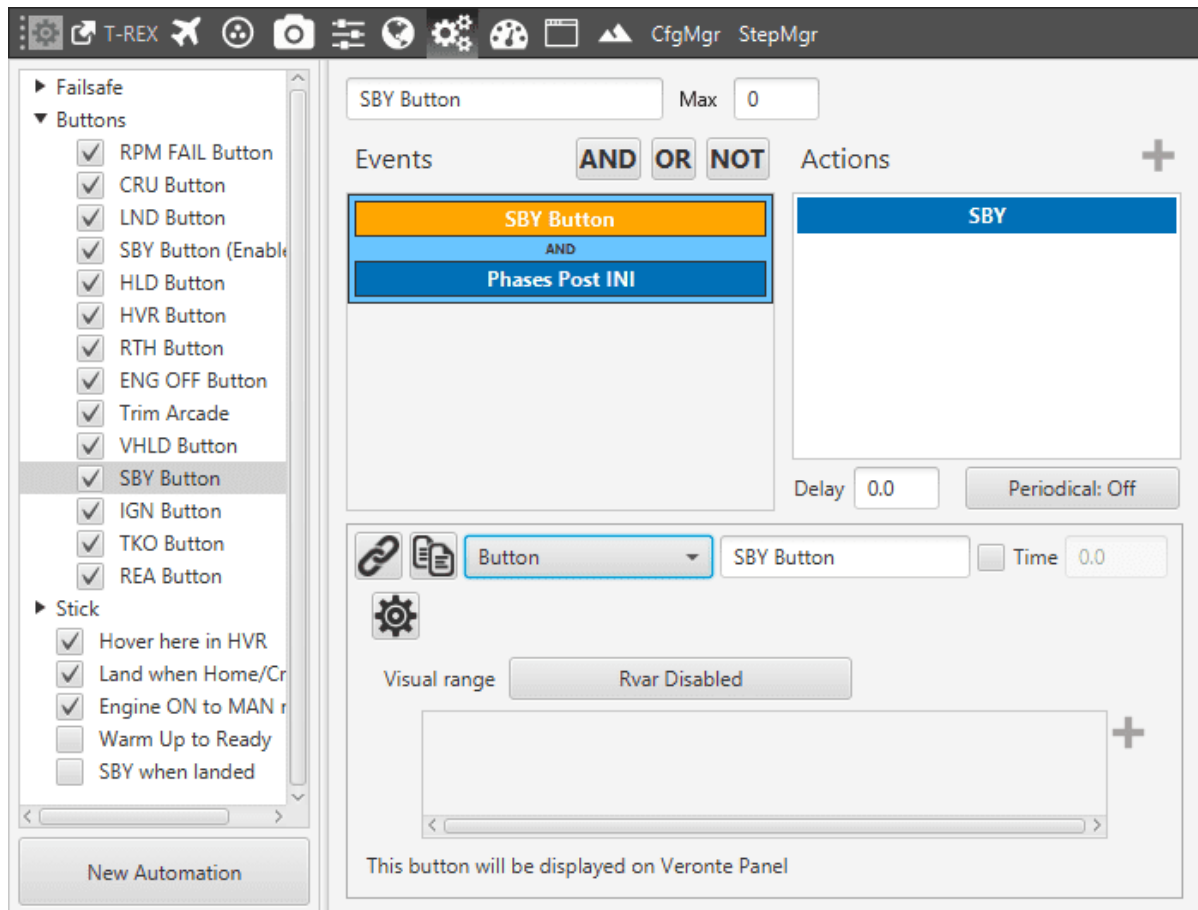 T-REX CfgMgr StepMgr
Failsafe
Buttons
RPM FAIL Button
CRU Button
LND Button
SBY Button (Enable
HLD Button
HVR Button
RTH Button
ENG OFF Button
Trim Arcade
VHLD Button
SBY Button
IGN Button
TKO Button
REA Button
Stick
Hover here in HVR
Land when Home/Cr
Engine ON to MAN r
Warm Up to Ready
SBY when landed
New Automation
SBY Button Max 0
Events AND OR NOT Actions
SBY Button
AND
Phases Post INI
SBY
Delay 0.0 Periodical: Off
Button SBY Button Time 0.0
Visual range Rvar Disabled
This button will be displayed on Veronte Panel